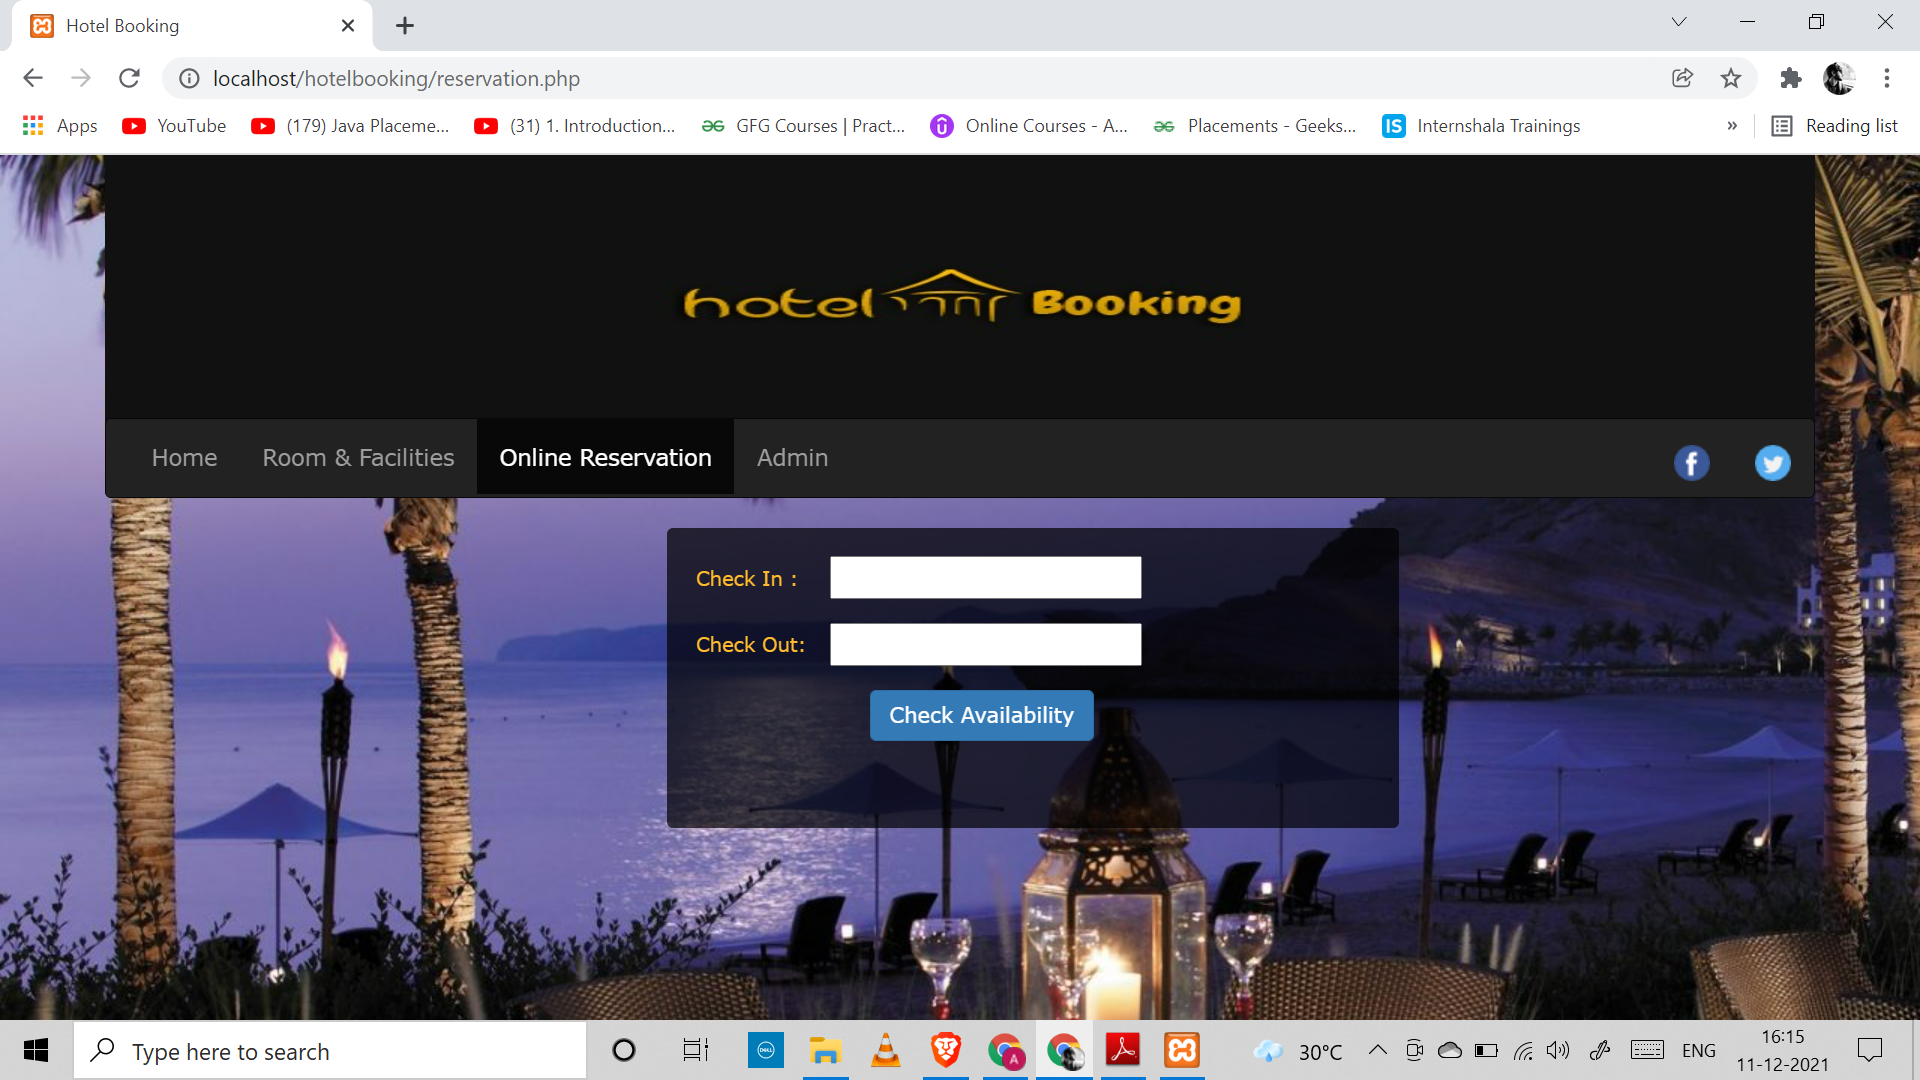 Hotel Booking
localhost/hotelbooking/reservation.php
Apps YouTube (179) Java Placeme... (31) 1. Introduction... GFG Courses | Pract... Online Courses - A... Placements - Geeks... IS Internshala Trainings » Reading list
hotel Booking
Home Room & Facilities Online Reservation Admin
Check In :
Check Out:
Check Availability
Type here to search
DELL
A
30°C
ENG
16:15
11-12-2021